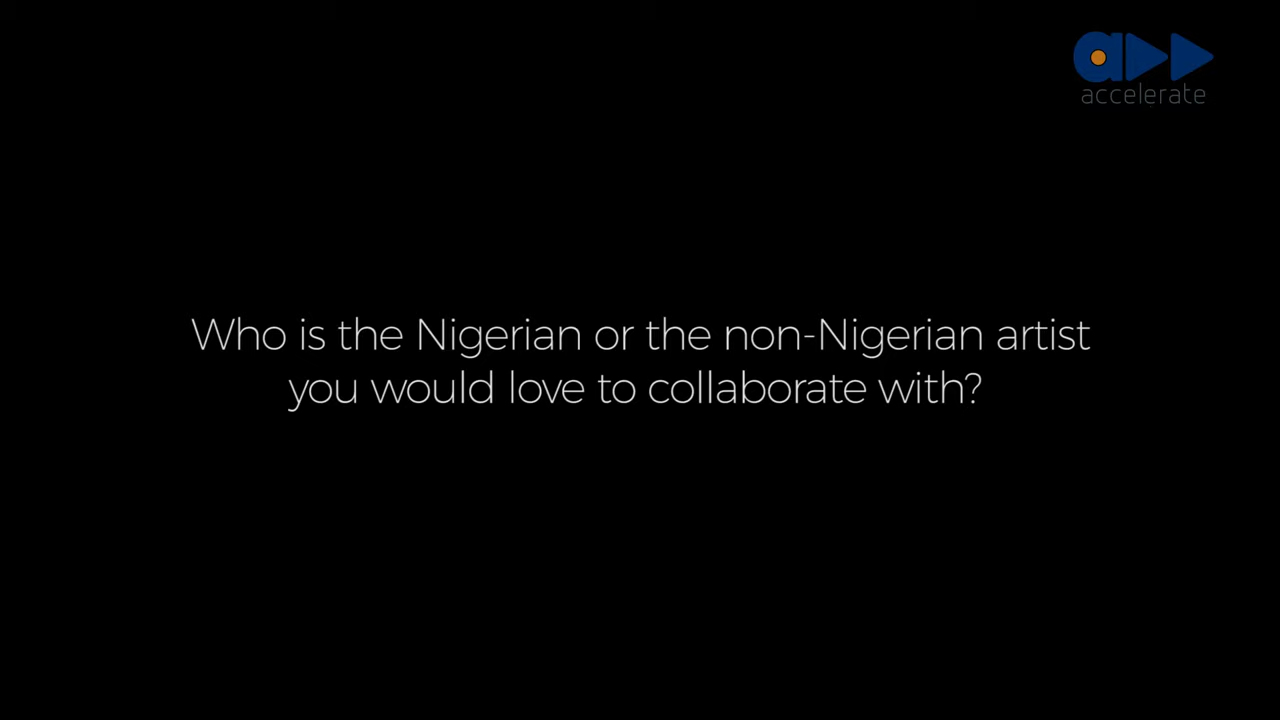 accelerate
Who is the Nigerian or the non-Nigerian artist
you would love to collaborate with?